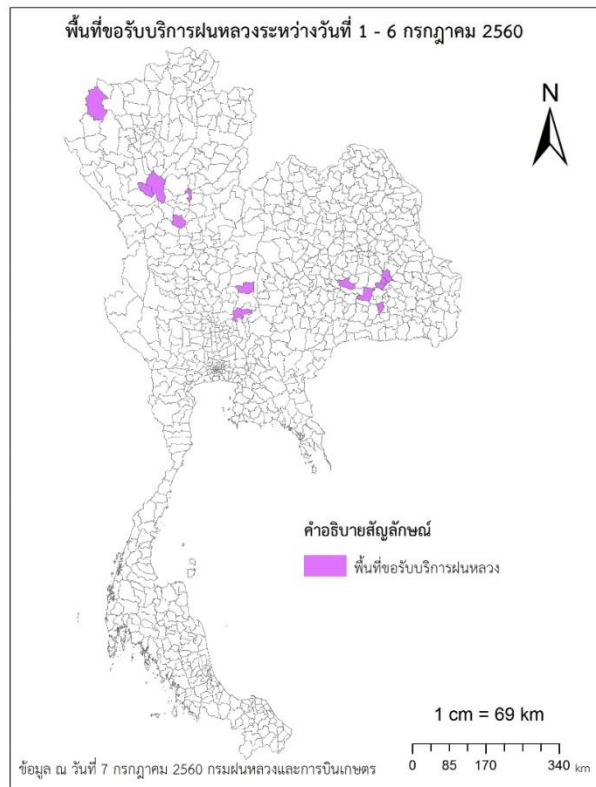 พื้นที่ขอรับบริการฝนหลวงระหว่างวันที่ 1 - 6 กรกฎาคม 2560
N
คำอธิบายสัญลักษณ์
พื้นที่ขอรับบริการฝนหลวง
1 cm = 69 km
0 85 170 340 km
ข้อมูล ณ วันที่ 7 กรกฎาคม 2560 กรมฝนหลวงและการบินเกษตร